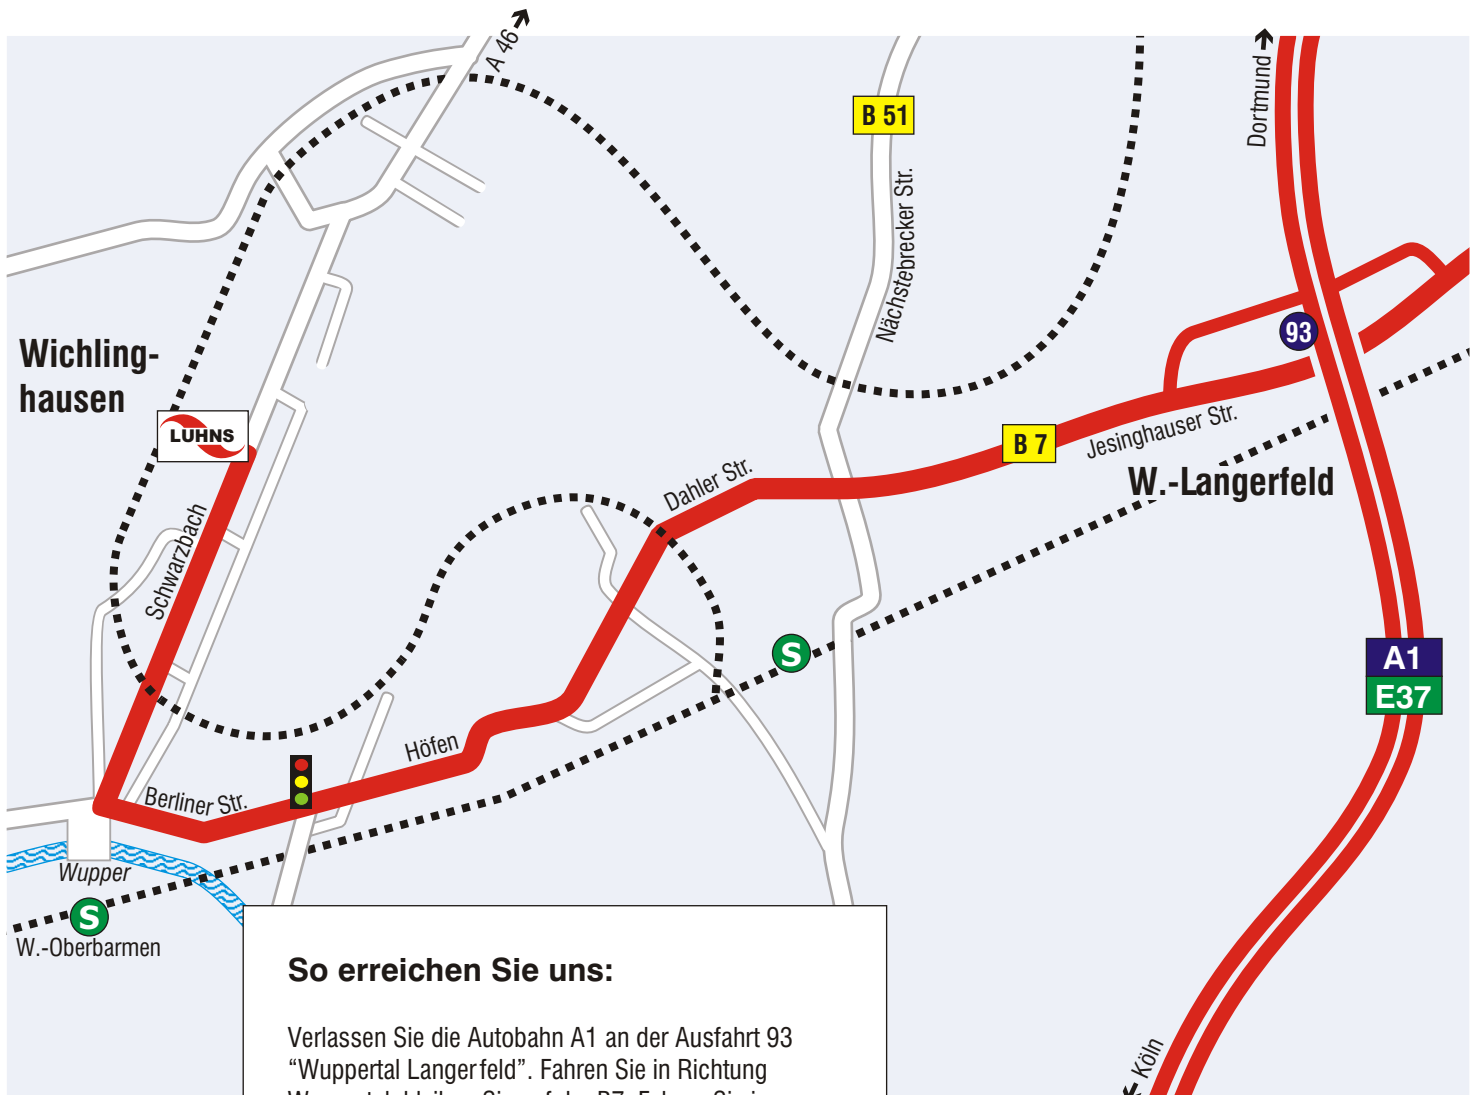 A 46
B 51
Dortmund
Nächstebrecker Str.
93
Wichling-
hausen
LUHNS
B 7
Jesinghauser Str.
W.-Langerfeld
Dahler Str.
Schwarzbach
S
A1
E37
Höfen
Berliner Str.
Wupper
S
W.-Oberbarmen
So erreichen Sie uns:
Verlassen Sie die Autobahn A1 an der Ausfahrt 93
“Wuppertal Langerfeld”. Fahren Sie in Richtung
Köln